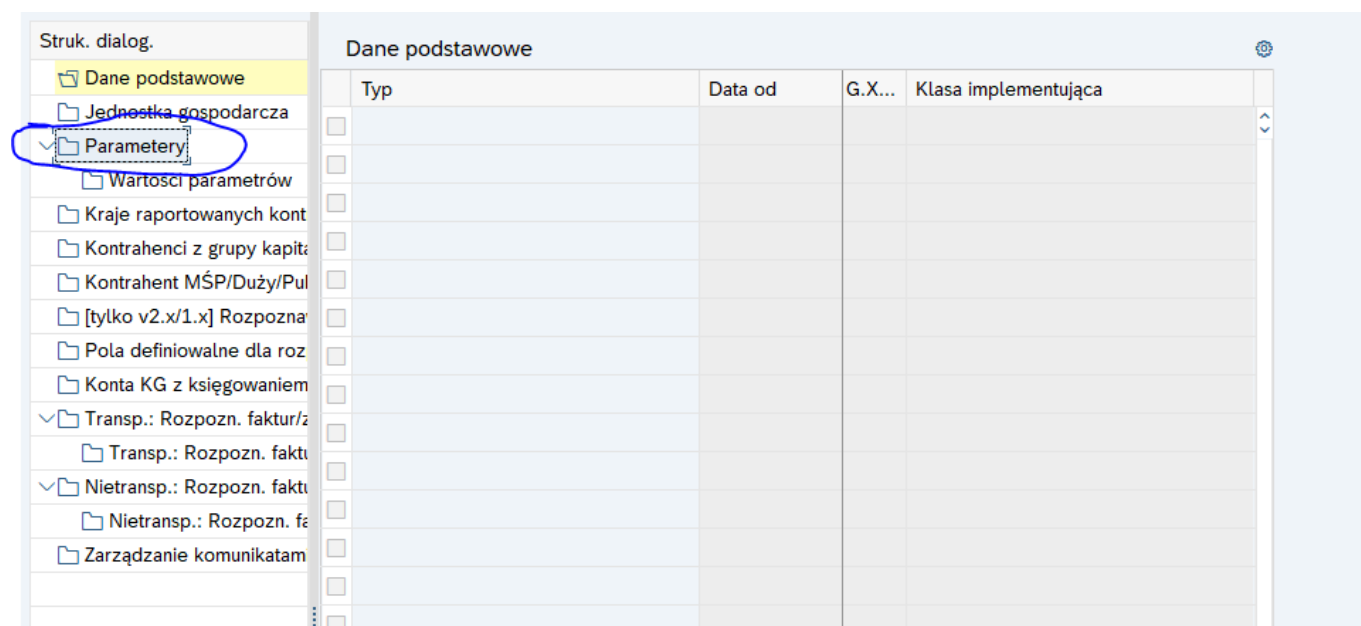 Struk. dialog.
Dane podstawowe
Jednostka gospodarcza
Parametery
Wartości parametrów
Kraje raportowanych kont
Kontrahenci z grupy kapita
Kontrahent MŚP/Duży/Pul
[tylko v2.x/1.x] Rozpozna
Pola definiowalne dla roz
Konta KG z księgowaniem
Transp.: Rozpozn. faktur/z
Transp.: Rozpozn. faktu
Nietransp.: Rozpozn. faktu
Nietransp.: Rozpozn. fa
Zarządzanie komunikatam
Dane podstawowe
Typ Data od G.X... Klasa implementująca